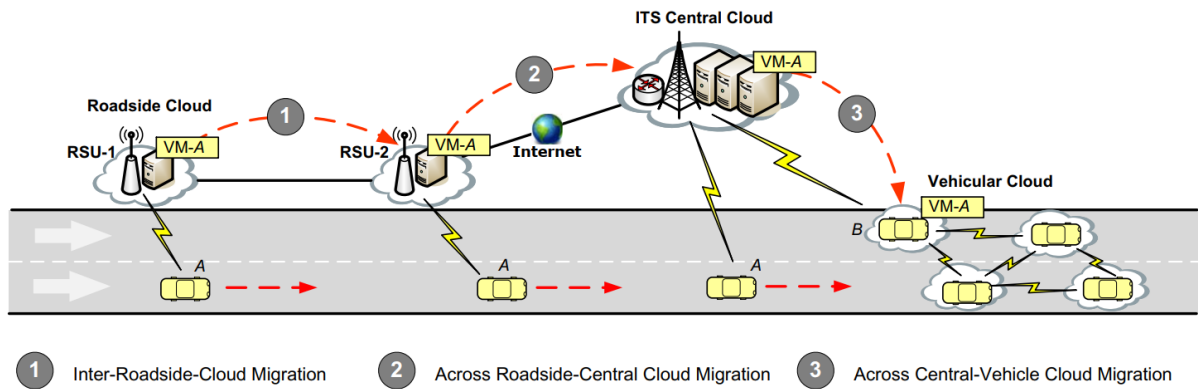 ITS Central Cloud
2
VM-A
Roadside Cloud
1
3
RSU-1
VM-A
RSU-2
VM-A
Internet
Vehicular Cloud
VM-A
B
A
A
A
1 Inter-Roadside-Cloud Migration
2 Across Roadside-Central Cloud Migration
3 Across Central-Vehicle Cloud Migration